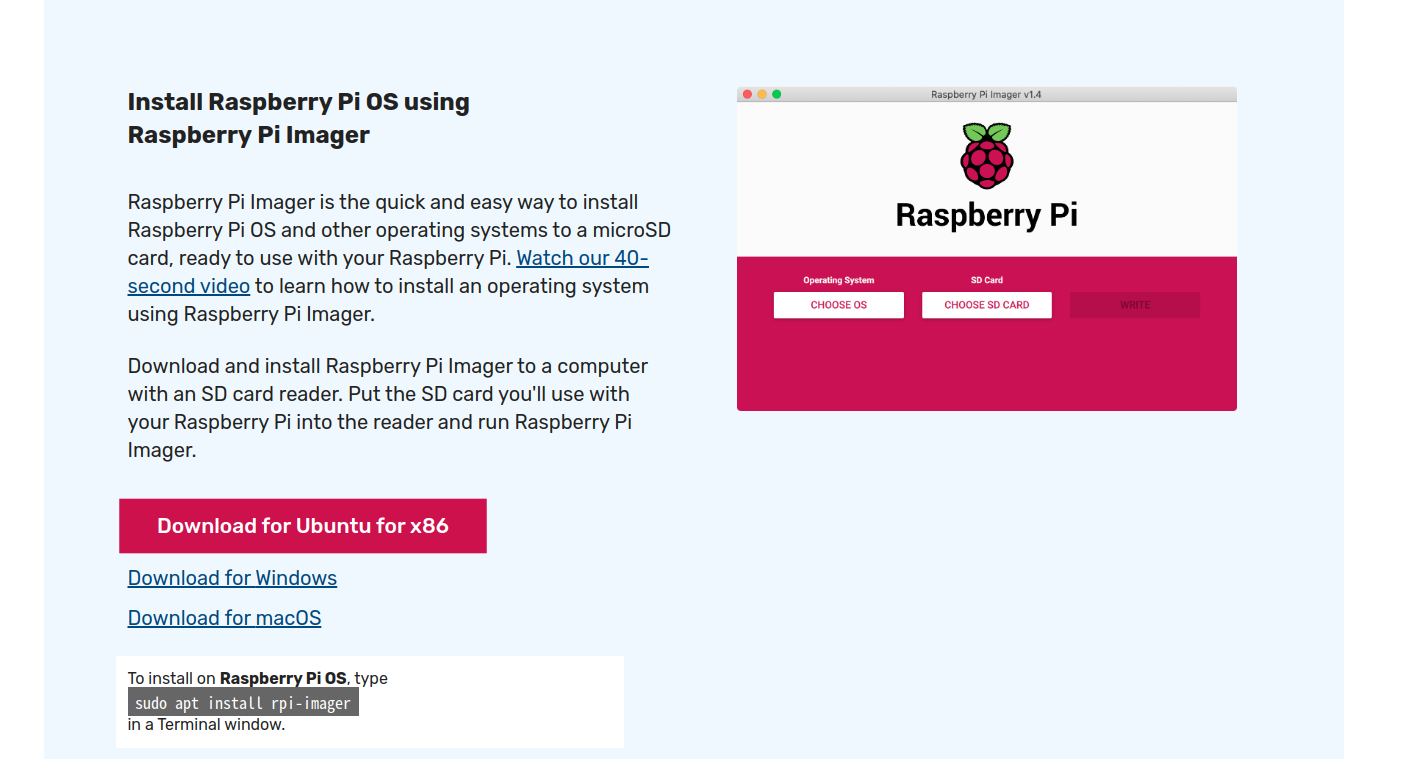 Install Raspberry Pi OS using
Raspberry Pi Imager
Raspberry Pi Imager is the quick and easy way to install
Raspberry Pi OS and other operating systems to a microSD
card, ready to use with your Raspberry Pi. Watch our 40-
second video to learn how to install an operating system
using Raspberry Pi Imager.
Download and install Raspberry Pi Imager to a computer
with an SD card reader. Put the SD card you'll use with
your Raspberry Pi into the reader and run Raspberry Pi
Imager.
Download for Ubuntu for x86
Download for Windows
Download for macOS
To install on Raspberry Pi OS, type
sudo apt install rpi-imager
in a Terminal window.
Raspberry Pi Imager v1.4
Raspberry Pi
Operating System
SD Card
CHOOSE OS
CHOOSE SD CARD
WRITE